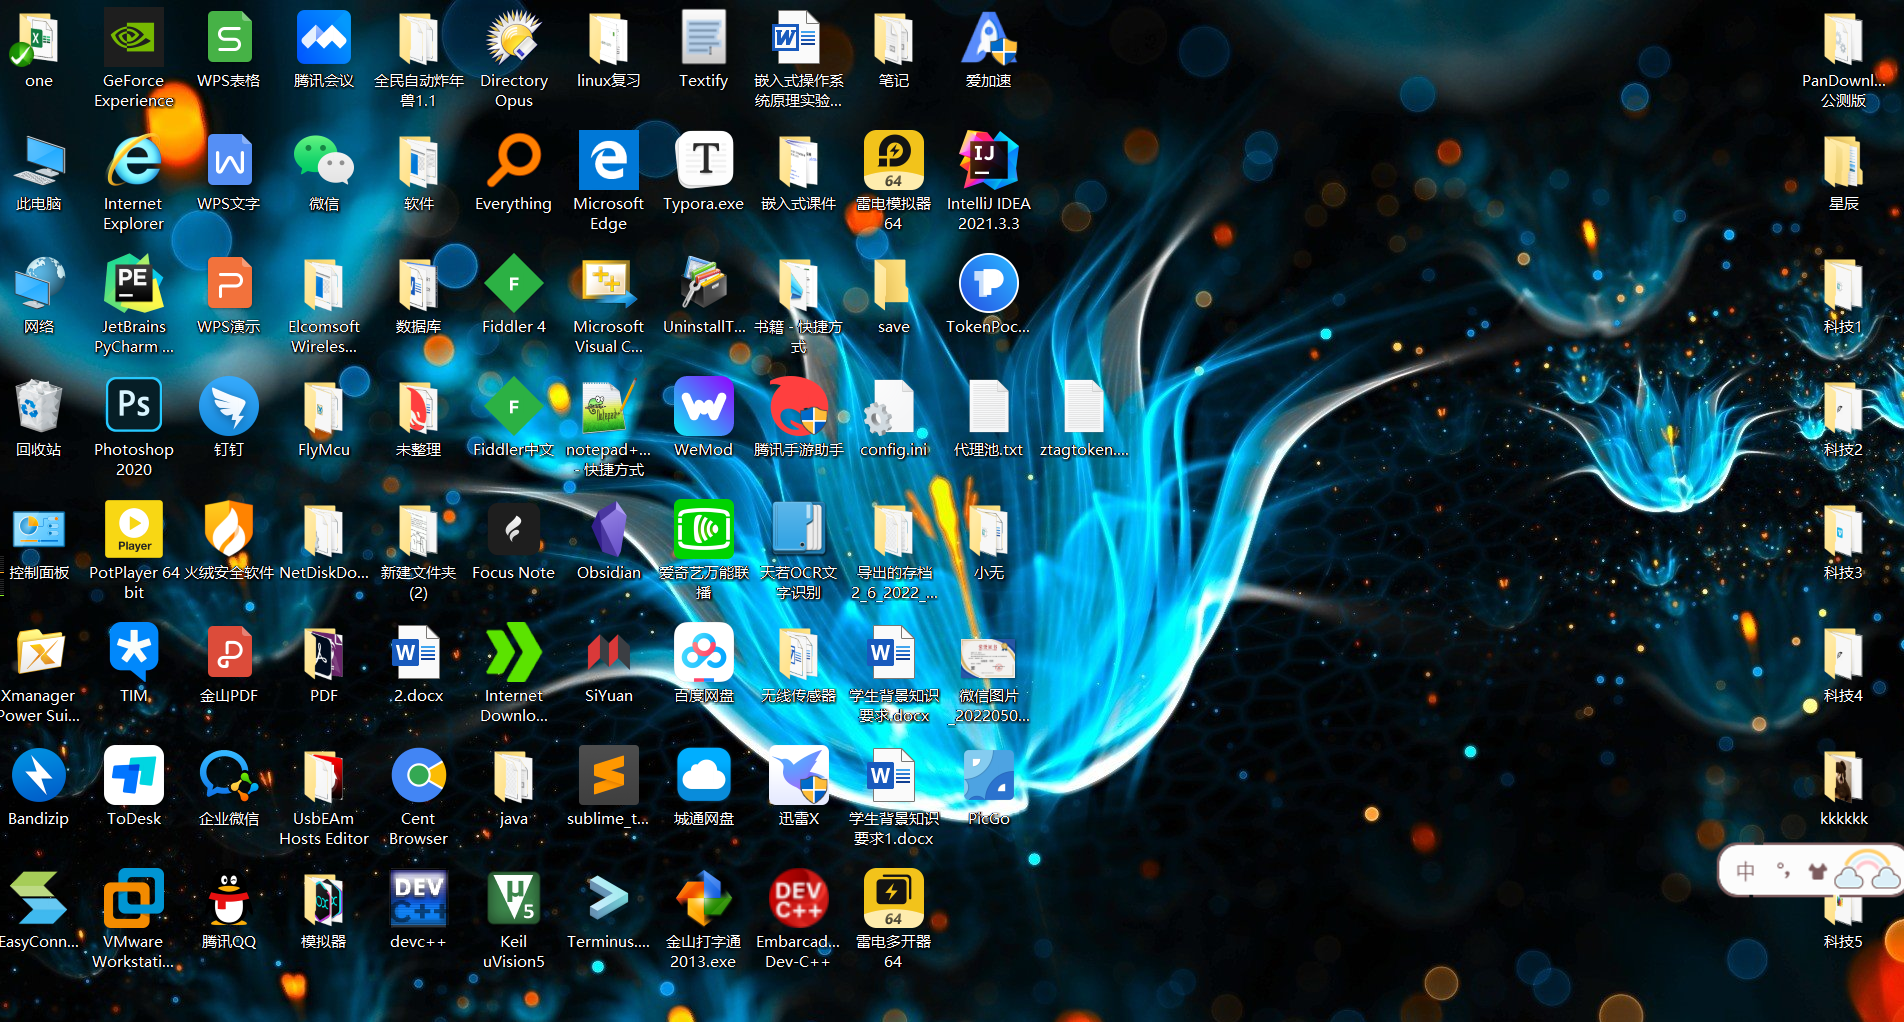 one
GeForce
Experience
WPS表格
腾讯会议
全民自动炸年
兽1.1
Directory
Opus
linux复习
Textify
嵌入式操作系
统原理实验...
笔记
爱加速
PanDownl...
公测版
此电脑
Internet
Explorer
WPS文字
微信
软件
Everything
Microsoft
Edge
Typora.exe
嵌入式课件
雷电模拟器
64
IntelliJ IDEA
2021.3.3
星辰
网络
JetBrains
PyCharm ...
WPS演示
Elcomsoft
Wireles...
数据库
Fiddler 4
Microsoft
Visual C...
UninstallT...
书籍 - 快捷方
式
save
TokenPoc...
科技1
回收站
Photoshop
2020
钉钉
FlyMcu
未整理
Fiddler中文
notepad+...
- 快捷方式
WeMod
腾讯手游助手
config.ini
代理池.txt
ztagtoken....
科技2
控制面板
Player
PotPlayer 64
bit
火绒安全软件
NetDiskDo...
新建文件夹
(2)
Focus Note
Obsidian
爱奇艺万能联
播
天若OCR文
字识别
导出的存档
2_6_2022_...
小无
科技3
Xmanager
Power Sui...
TIM
金山PDF
PDF
.2.docx
Internet
Downlo...
SiYuan
百度网盘
无线传感器
学生背景知识
要求.docx
微信图片
_2022050...
科技4
Bandizip
ToDesk
企业微信
UsbEAm
Hosts Editor
Cent
Browser
java
sublime_t...
城通网盘
迅雷X
学生背景知识
要求1.docx
PicGo
kkkkkk
中
EasyConn...
VMware
Workstati...
腾讯QQ
模拟器
DEV
C++
devc++
Keil
uVision5
Terminus....
金山打字通
2013.exe
DEV
C++
Embarcad...
Dev-C++
64
雷电多开器
64
科技5